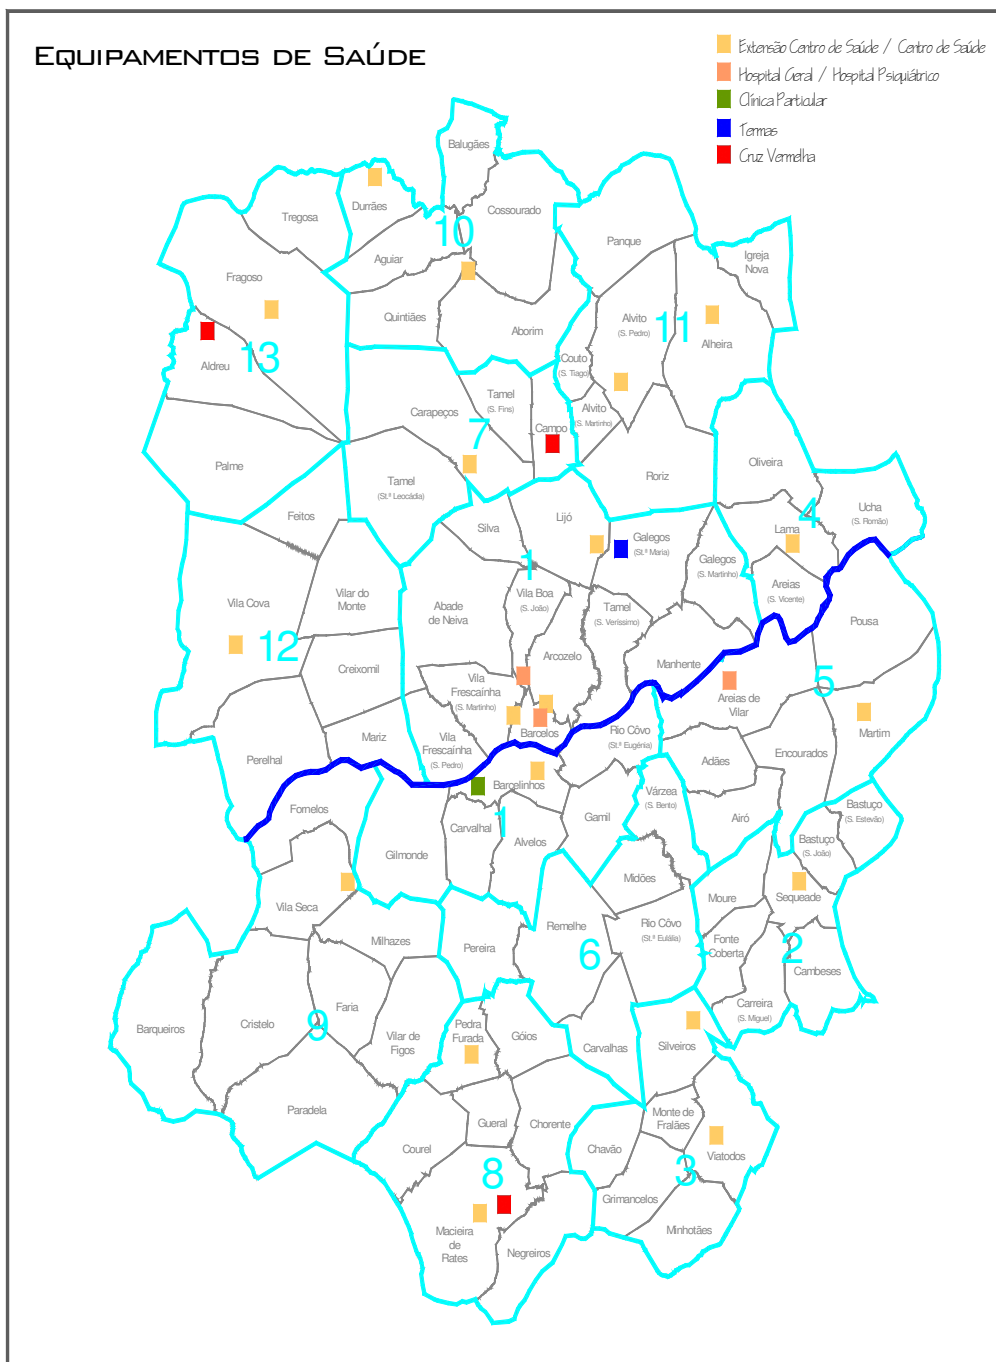 EQUIPAMENTOS DE SAÚDE
Extensão Centro de Saúde / Centro de Saúde
Hospital Geral / Hospital Psiquiátrico
Clínica Particular
Termas
Cruz Vermelha
Balugães
Durrães
Tregosa
Cossourado
10
Panque
Igreja
Nova
Aguiar
Fragoso
Quintiães
Aborim
Alvito
(S. Pedro)
11
Alheira
Aldreu
13
Couto
(S. Tiago)
Tamel
(S. Fins)
Carapeços
Campo
Alvito
(S. Martinho)
7
Palme
Tamel
(St.ª Leocádia)
Roriz
Oliveira
Feitos
Silva
Lijó
4
Ucha
(S. Romão)
Lama
Galegos
(St.ª Maria)
Galegos
(S. Martinho)
1
Areias
(S. Vicente)
Vila Cova
Vilar do
Monte
Abade
de Neiva
Vila Boa
(S. João)
Tamel
(S. Veríssimo)
Pousa
12
Creixomil
Arcozelo
Manhente
Vila
Frescaínha
(S. Martinho)
5
Areias de
Vilar
Mariz
Vila
Frescaínha
(S. Pedro)
Barcelos
Rio Côvo
(St.ª Eugénia)
Martim
Perelhal
Adães
Encourados
Barcelinhos
Várzea
(S. Bento)
Fornelos
Bastuço
(S. Estevão)
1
Carvalhal
Alvelos
Gamil
Airó
Bastuço
(S. João)
Gilmonde
Midões
Moure
Sequeade
Vila Seca
Milhazes
Pereira
Remelhe
Rio Côvo
(St.ª Eulália)
Fonte
Coberta
2
6
Cambeses
Carreira
(S. Miguel)
Barqueiros
Cristelo
Faria
9
Vilar de
Figos
Pedra
Furada
Góios
Carvalhas
Silveiros
Paradela
Gueral
Chorente
Monte de
Fralães
Courel
Chavão
Viatodos
8
3
Grimancelos
Macieira
de
Rates
Negreiros
Minhotães